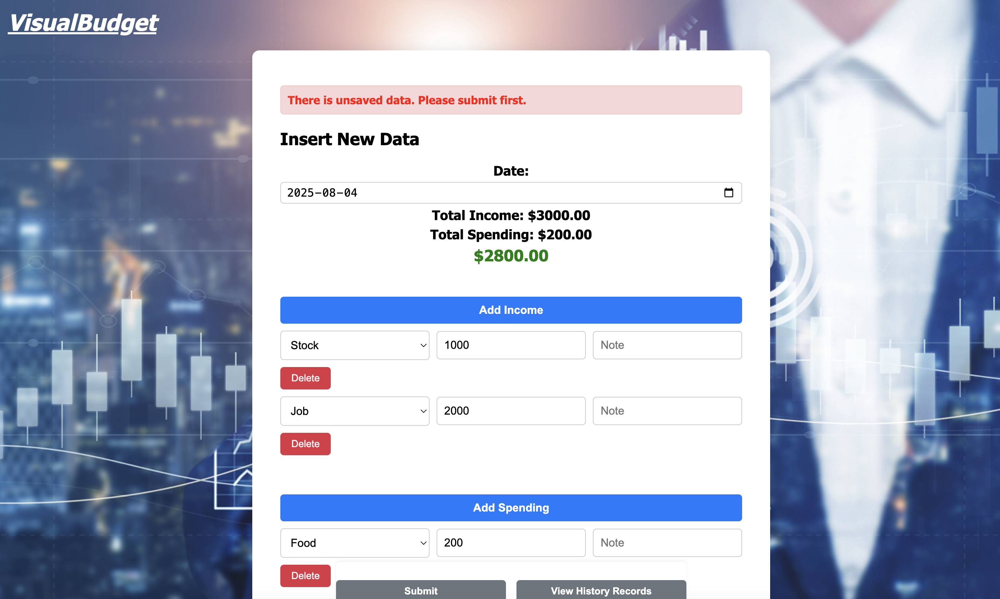 VisualBudget
There is unsaved data. Please submit first.
Insert New Data
Date:
2025-08-04
Total Income: $3000.00
Total Spending: $200.00
$2800.00
Add Income
Stock 1000 Note
Delete
Job 2000 Note
Delete
Add Spending
Food 200 Note
Delete
Submit View History Records